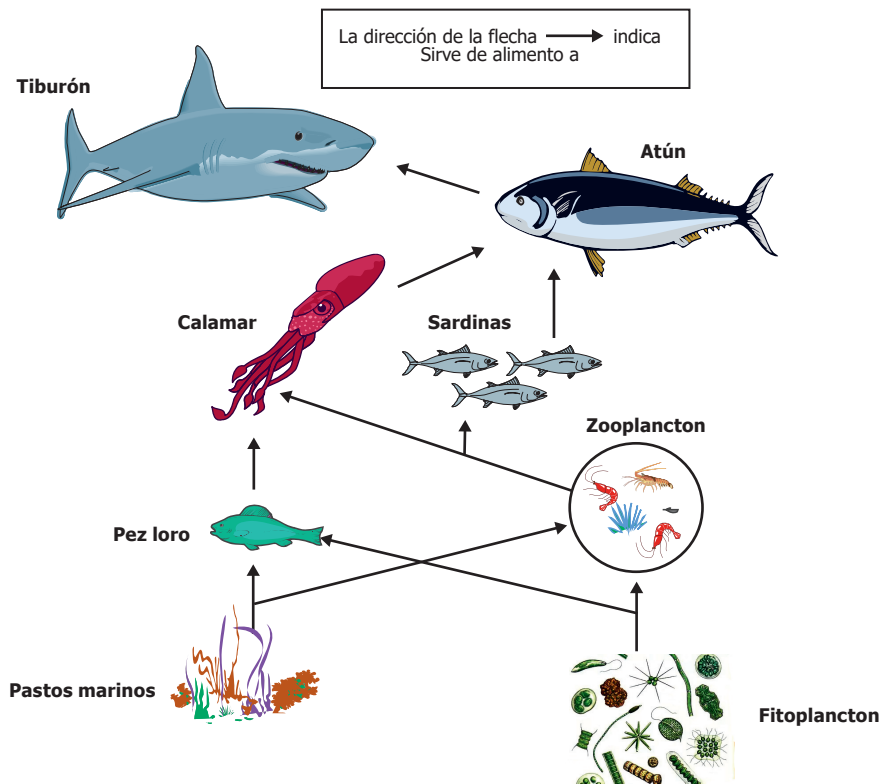 La dirección de la flecha indica
Sirve de alimento a
Tiburón
Atún
Calamar
Sardinas
Zooplancton
Pez loro
Pastos marinos
Fitoplancton